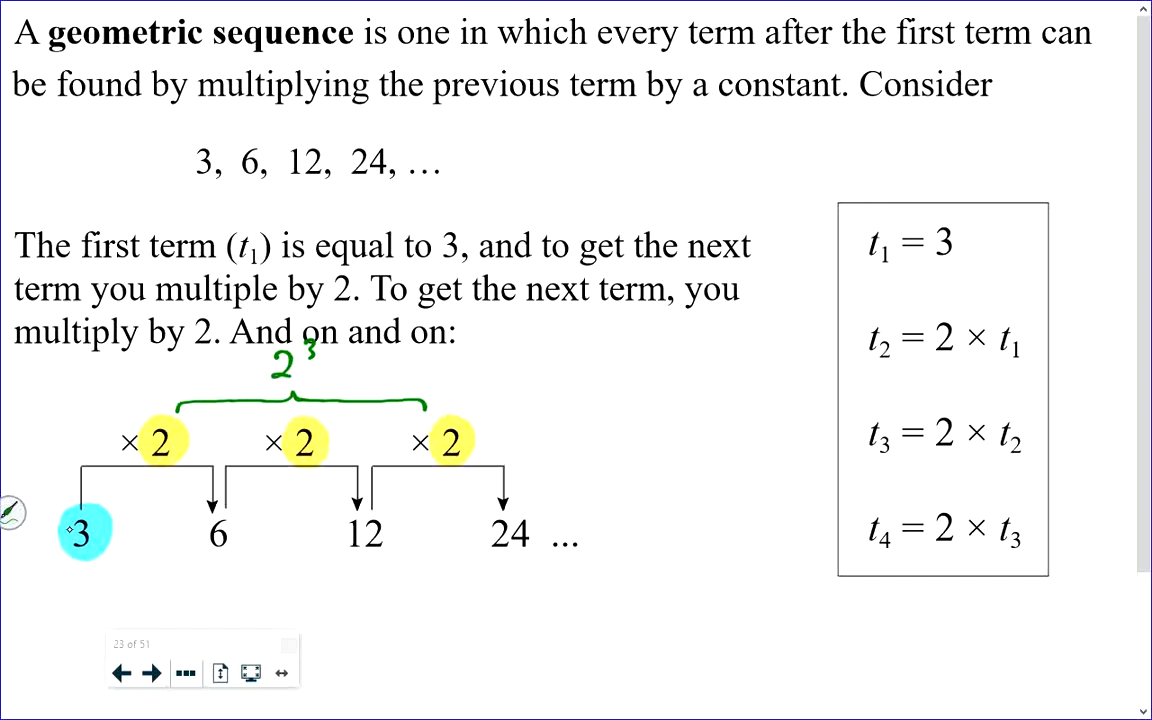 A geometric sequence is one in which every term after the first term can
be found by multiplying the previous term by a constant. Consider
3, 6, 12, 24, …
The first term (t₁) is equal to 3, and to get the next
term you multiple by 2. To get the next term, you
multiply by 2. And on and on:
2³
× 2 × 2 × 2
3 6 12 24 ...
t₁ = 3
t₂ = 2 × t₁
t₃ = 2 × t₂
t₄ = 2 × t₃
23 of 51